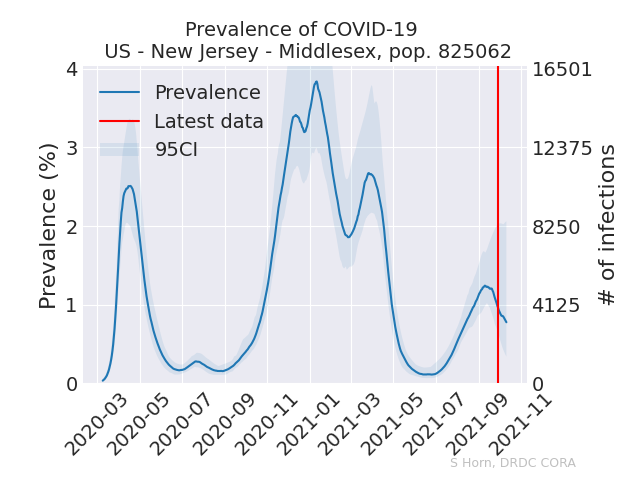 Prevalence of COVID-19
US - New Jersey - Middlesex, pop. 825062
Prevalence
Latest data
95CI
Prevalence (%)
4
3
2
1
0
16501
12375
8250
4125
0
# of infections
2020-03
2020-05
2020-07
2020-09
2020-11
2021-01
2021-03
2021-05
2021-07
2021-09
2021-11
S Horn, DRDC CORA